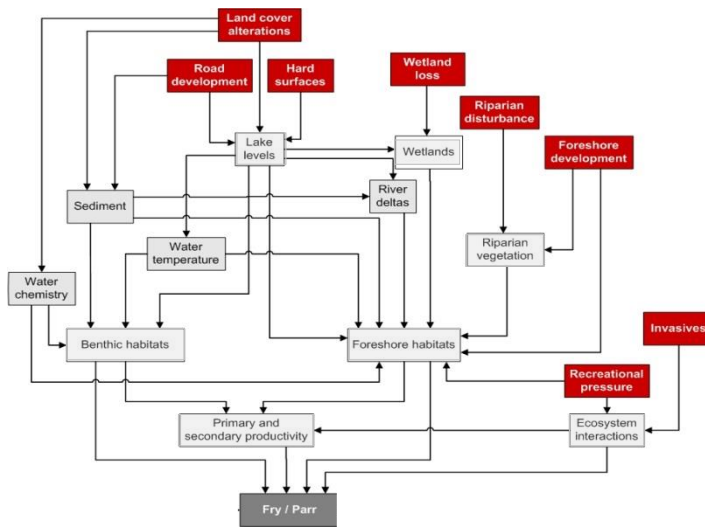 Land cover
alterations
Road
development
Hard
surfaces
Wetland
loss
Riparian
disturbance
Foreshore
development
Lake
levels
Wetlands
Sediment
River
deltas
Water
temperature
Riparian
vegetation
Water
chemistry
Benthic habitats
Foreshore habitats
Invasives
Recreational
pressure
Primary and
secondary productivity
Ecosystem
interactions
Fry / Parr